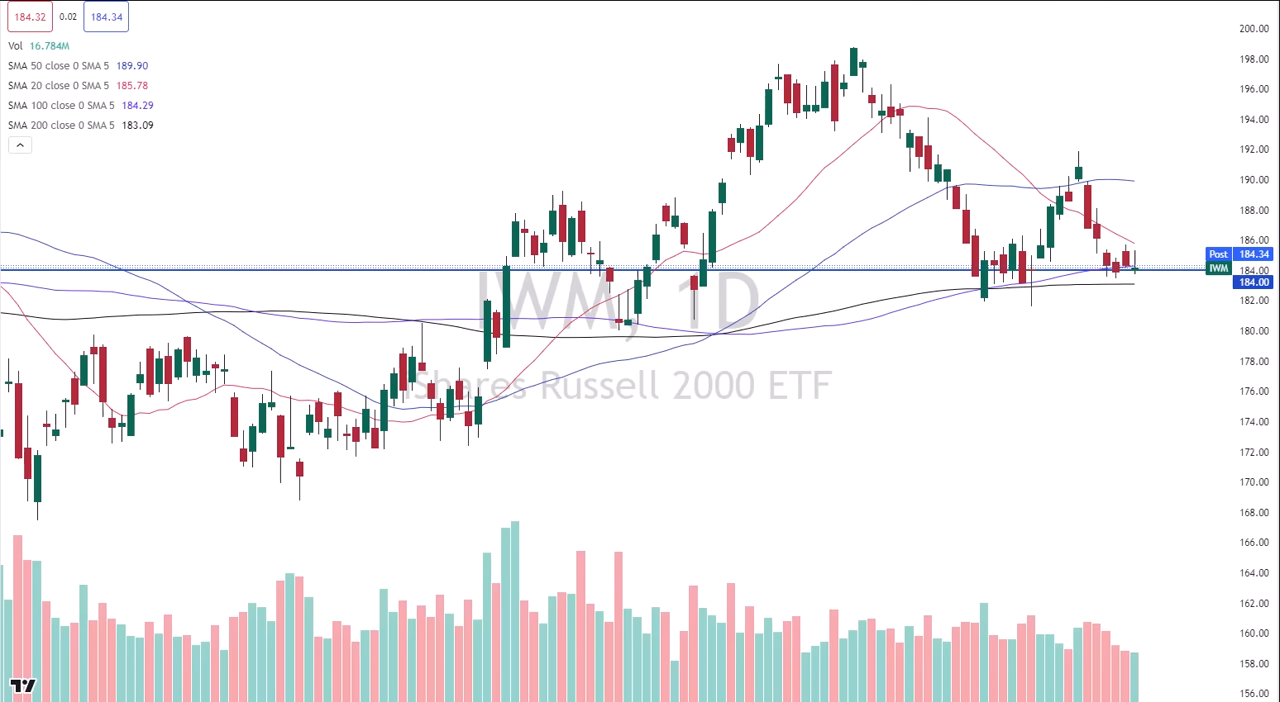 184.32 0.02 184.34
Vol 16.784M
SMA 50 close 0 SMA 5 189.90
SMA 20 close 0 SMA 5 185.78
SMA 100 close 0 SMA 5 184.29
SMA 200 close 0 SMA 5 183.09
IWM, 1D
iShares Russell 2000 ETF
200.00
198.00
196.00
194.00
192.00
190.00
188.00
186.00
Post 184.34
IWM
184.00
184.00
182.00
180.00
178.00
176.00
174.00
172.00
170.00
168.00
166.00
164.00
162.00
160.00
158.00
156.00